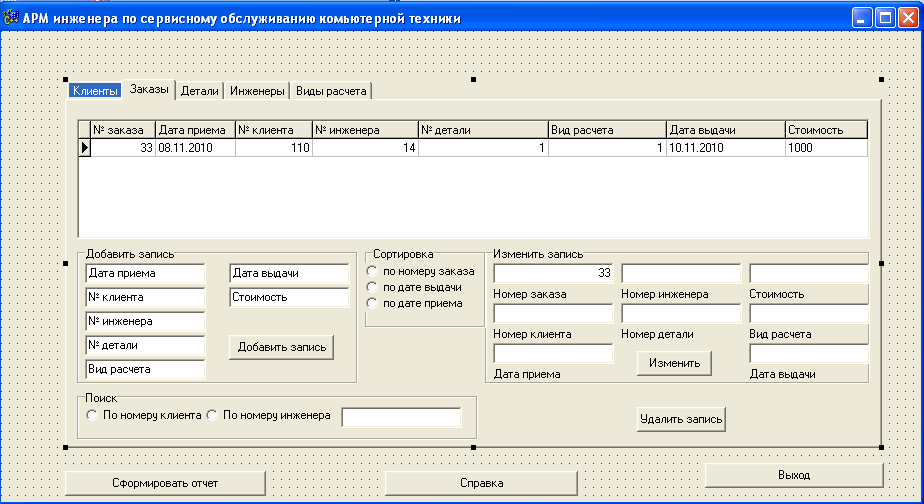 АРМ инженера по сервисному обслуживанию комьютерной техники
Клиенты Заказы Детали Инженеры Виды расчета
№ заказа Дата приема № клиента № инженера № детали Вид расчета Дата выдачи Стоимость
33 08.11.2010 110 14 1 1 10.11.2010 1000
Добавить запись
Дата приема Дата выдачи
№ клиента Стоимость
№ инженера
№ детали
Вид расчета
Добавить запись
Сортировка
по номеру заказа
по дате выдачи
по дате приема
Изменить запись
33
Номер заказа Номер инженера Стоимость
Номер клиента Номер детали Вид расчета
Изменить
Дата приема Дата выдачи
Поиск
По номеру клиента По номеру инженера
Удалить запись
Сформировать отчет Справка Выход